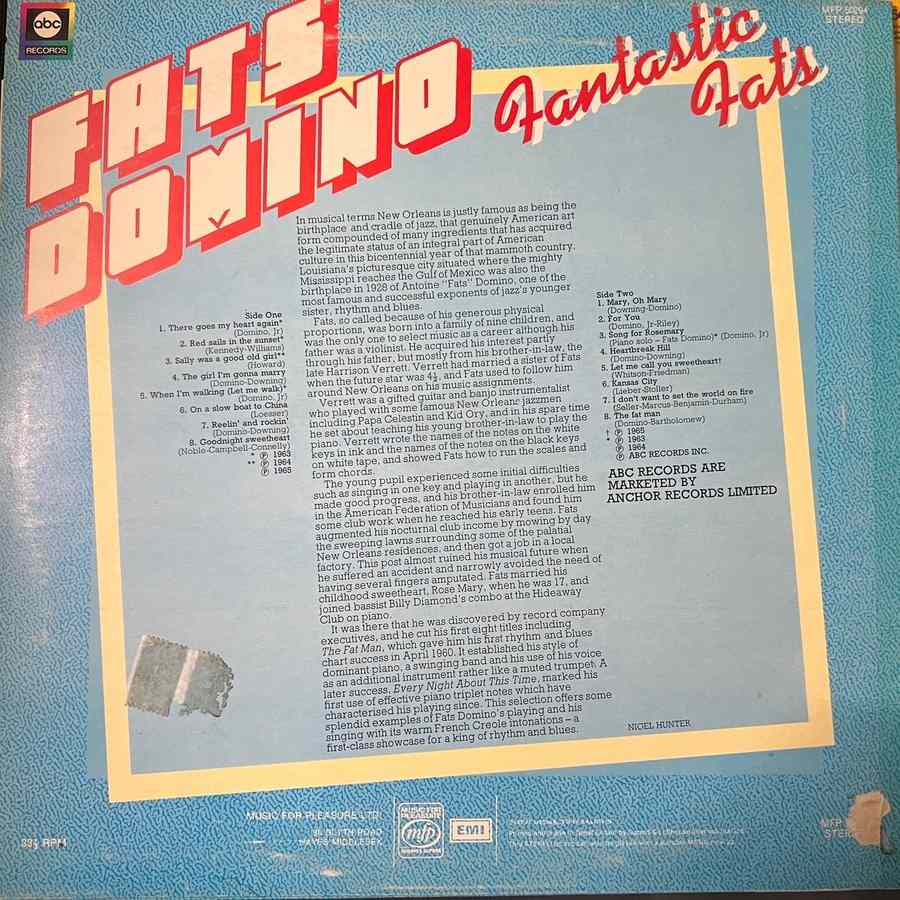 abc
RECORDS
FATS
DOMINO
Fantastic
Fats
MFP 50294
STEREO
Side One
1. There goes my heart again*
(Domino, Jr)
2. Red sails in the sunset*
(Kennedy-Williams)
3. Sally was a good old girl**
(Howard)
4. The girl I'm gonna marry
(Domino-Downing)
5. When I'm walking (Let me walk)*
(Domino, Jr)
6. On a slow boat to China
(Loesser)
7. Reelin' and rockin'
(Domino-Downing)
8. Goodnight sweetheart
(Noble-Campbell-Connelly)
* Ⓟ 1963
** Ⓟ 1964
Ⓟ 1965
In musical terms New Orleans is justly famous as being the
birthplace and cradle of jazz, that genuinely American art
form compounded of many ingredients that has acquired
the legitimate status of an integral part of American
culture in this bicentennial year of that mammoth country.
Louisiana's picturesque city situated where the mighty
Mississippi reaches the Gulf of Mexico was also the
birthplace in 1928 of Antoine "Fats" Domino, one of the
most famous and successful exponents of jazz's younger
sister, rhythm and blues.
Fats, so called because of his generous physical
proportions, was born into a family of nine children, and
was the only one to select music as a career although his
father was a violinist. He acquired his interest partly
through his father, but mostly from his brother-in-law, the
late Harrison Verrett. Verrett had married a sister of Fats
when the future star was 4½, and Fats used to follow him
around New Orleans on his music assignments.
Verrett was a gifted guitar and banjo instrumentalist
who played with some famous New Orleans jazzmen
including Papa Celestin and Kid Ory, and in his spare time
he set about teaching his young brother-in-law to play the
piano. Verrett wrote the names of the notes on the white
keys in ink and the names of the notes on the black keys
on white tape, and showed Fats how to run the scales and
form chords.
The young pupil experienced some initial difficulties
such as singing in one key and playing in another, but he
made good progress, and his brother-in-law enrolled him
in the American Federation of Musicians and found him
some club work when he reached his early teens. Fats
augmented his nocturnal club income by mowing by day
the sweeping lawns surrounding some of the palatial
New Orleans residences, and then got a job in a local
factory. This post almost ruined his musical future when
he suffered an accident and narrowly avoided the need of
having several fingers amputated. Fats married his
childhood sweetheart, Rose Mary, when he was 17, and
joined bassist Billy Diamond's combo at the Hideaway
Club on piano.
It was there that he was discovered by record company
executives, and he cut his first eight titles including
The Fat Man, which gave him his first rhythm and blues
chart success in April 1960. It established his style of
dominant piano, a swinging band and his use of his voice
as an additional instrument rather like a muted trumpet. A
later success, Every Night About This Time, marked his
first use of effective piano triplet notes which have
characterised his playing since. This selection offers some
splendid examples of Fats Domino's playing and his
singing with its warm French Creole intonations – a
first-class showcase for a king of rhythm and blues.
NIGEL HUNTER
Side Two
1. Mary, Oh Mary
(Downing-Domino)
2. For You
(Domino, Jr-Riley)
3. Song for Rosemary
(Piano solo – Fats Domino)* (Domino, Jr)
4. Heartbreak Hill
(Domino-Downing)
5. Let me call you sweetheart†
(Whitson-Friedman)
6. Kansas City
(Lieber-Stoller)
7. I don't want to set the world on fire
(Seller-Marcus-Benjamin-Durham)
8. The fat man
(Domino-Bartholomew)
† Ⓟ 1965
* Ⓟ 1963
Ⓟ 1964
Ⓟ ABC RECORDS INC.
ABC RECORDS ARE
MARKETED BY
ANCHOR RECORDS LIMITED
33⅓ RPM
MUSIC FOR PLEASURE LTD.
BLYTH ROAD
HAYES MIDDLESEX
MUSIC FOR
PLEASURE
mfp
EMI
MFP
STEREO